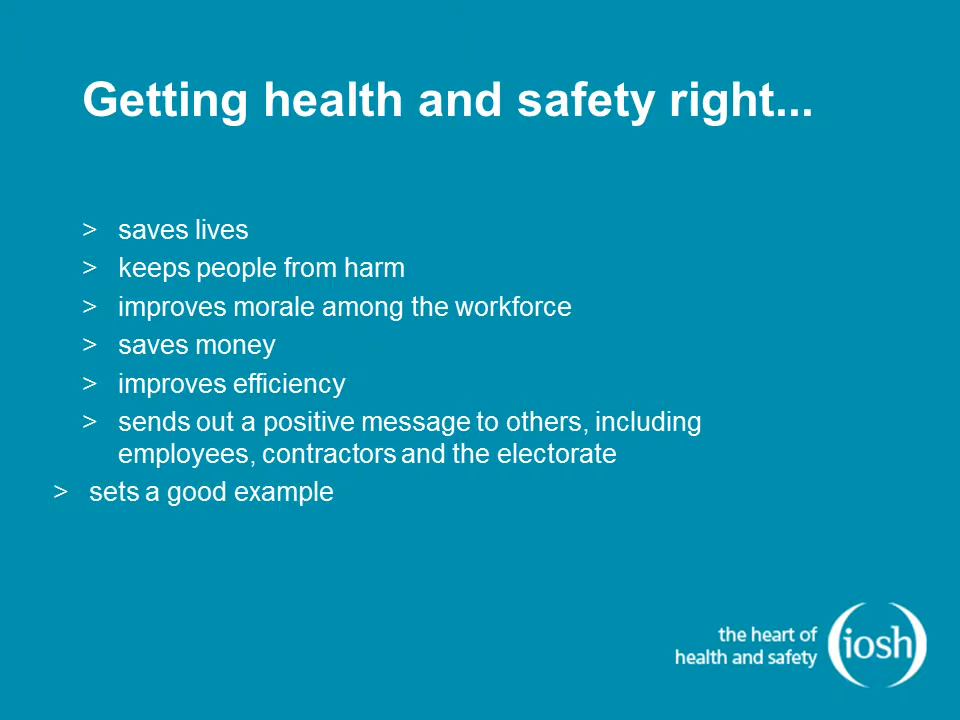 Getting health and safety right...
> saves lives
> keeps people from harm
> improves morale among the workforce
> saves money
> improves efficiency
> sends out a positive message to others, including
employees, contractors and the electorate
> sets a good example
the heart of
health and safety
iosh